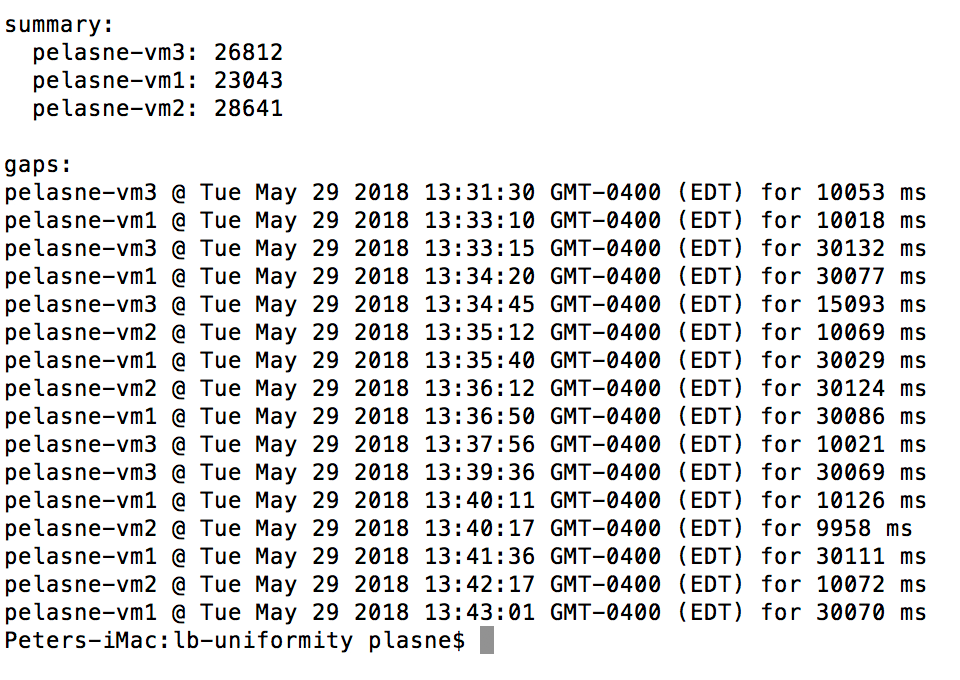 summary:
  pelasne-vm3: 26812
  pelasne-vm1: 23043
  pelasne-vm2: 28641

gaps:
pelasne-vm3 @ Tue May 29 2018 13:31:30 GMT-0400 (EDT) for 10053 ms
pelasne-vm1 @ Tue May 29 2018 13:33:10 GMT-0400 (EDT) for 10018 ms
pelasne-vm3 @ Tue May 29 2018 13:33:15 GMT-0400 (EDT) for 30132 ms
pelasne-vm1 @ Tue May 29 2018 13:34:20 GMT-0400 (EDT) for 30077 ms
pelasne-vm3 @ Tue May 29 2018 13:34:45 GMT-0400 (EDT) for 15093 ms
pelasne-vm2 @ Tue May 29 2018 13:35:12 GMT-0400 (EDT) for 10069 ms
pelasne-vm1 @ Tue May 29 2018 13:35:40 GMT-0400 (EDT) for 30029 ms
pelasne-vm2 @ Tue May 29 2018 13:36:12 GMT-0400 (EDT) for 30124 ms
pelasne-vm1 @ Tue May 29 2018 13:36:50 GMT-0400 (EDT) for 30086 ms
pelasne-vm3 @ Tue May 29 2018 13:37:56 GMT-0400 (EDT) for 10021 ms
pelasne-vm3 @ Tue May 29 2018 13:39:36 GMT-0400 (EDT) for 30069 ms
pelasne-vm1 @ Tue May 29 2018 13:40:11 GMT-0400 (EDT) for 10126 ms
pelasne-vm2 @ Tue May 29 2018 13:40:17 GMT-0400 (EDT) for 9958 ms
pelasne-vm1 @ Tue May 29 2018 13:41:36 GMT-0400 (EDT) for 30111 ms
pelasne-vm2 @ Tue May 29 2018 13:42:17 GMT-0400 (EDT) for 10072 ms
pelasne-vm1 @ Tue May 29 2018 13:43:01 GMT-0400 (EDT) for 30070 ms
Peters-iMac:lb-uniformity plasne$